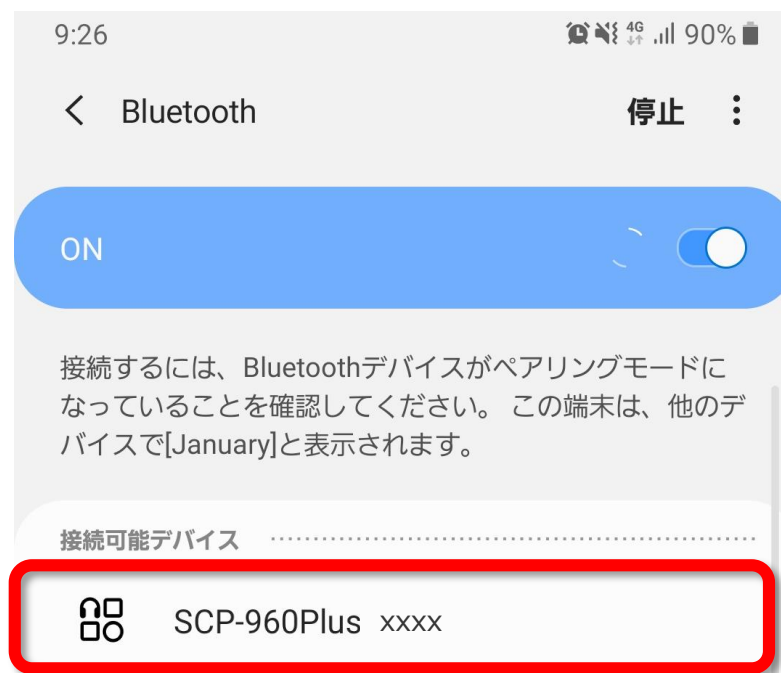 9:26 4G 90%
Bluetooth 停止
ON
接続するには、Bluetoothデバイスがペアリングモードに
なっていることを確認してください。 この端末は、他のデ
バイスで[January]と表示されます。
接続可能デバイス
SCP-960Plus xxxx